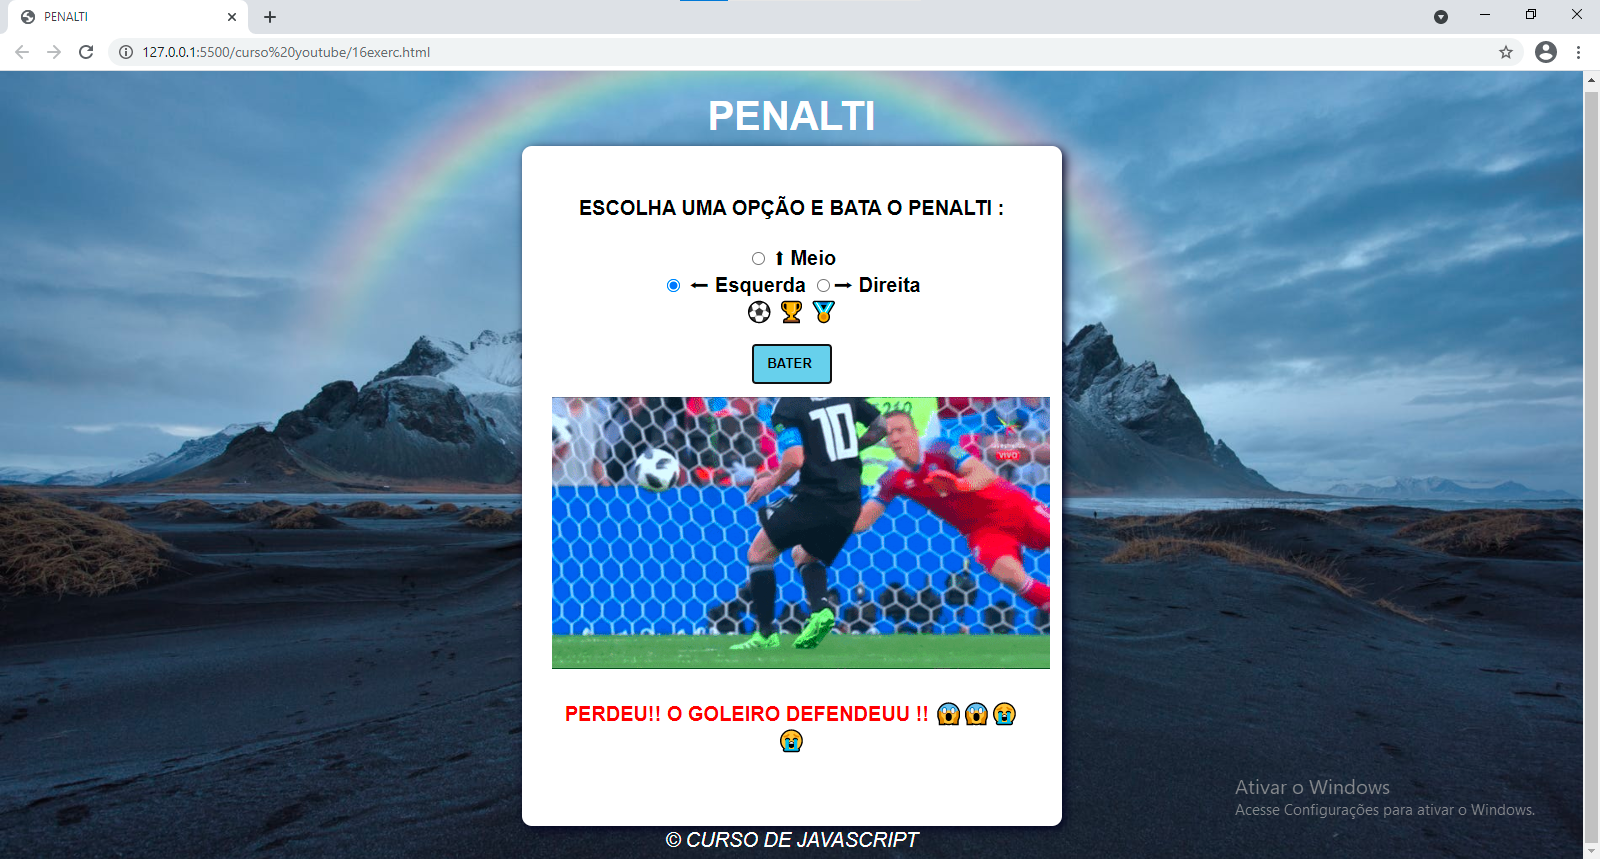 PENALTI
127.0.0.1:5500/curso%20youtube/16exerc.html
PENALTI
ESCOLHA UMA OPÇÃO E BATA O PENALTI :
⬆ Meio
⬅ Esquerda ➡ Direita
BATER
10
VIVO
PERDEU!! O GOLEIRO DEFENDEUU !! 😱😱😭
😭
Ativar o Windows
Acesse Configurações para ativar o Windows.
© CURSO DE JAVASCRIPT